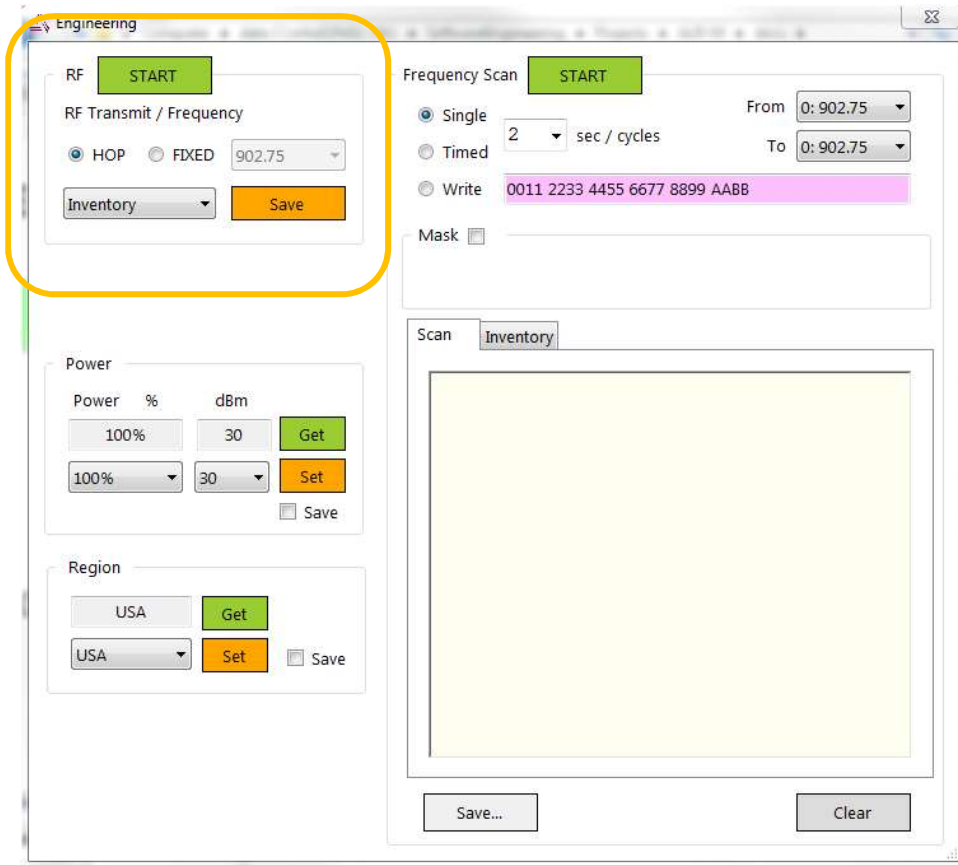 Engineering
RF START
RF Transmit / Frequency
HOP FIXED 902.75
Inventory Save
Power
Power % dBm
100% 30 Get
100% 30 Set
Save
Region
USA Get
USA Set Save
Frequency Scan START
Single
Timed
2 sec / cycles
From 0: 902.75
To 0: 902.75
Write 0011 2233 4455 6677 8899 AABB
Mask
Scan Inventory
Save... Clear